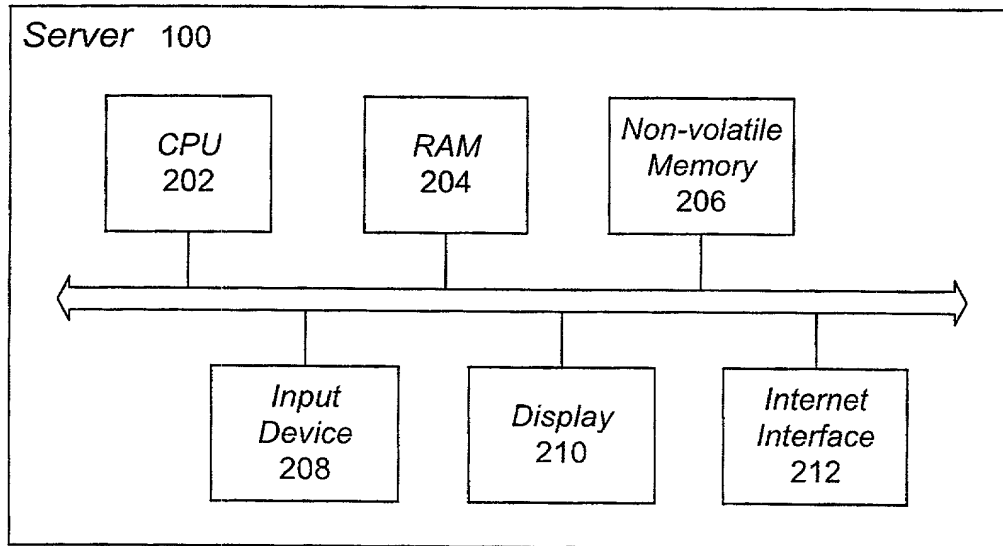 Server 100
CPU
202
RAM
204
Non-volatile
Memory
206
Input
Device
208
Display
210
Internet
Interface
212